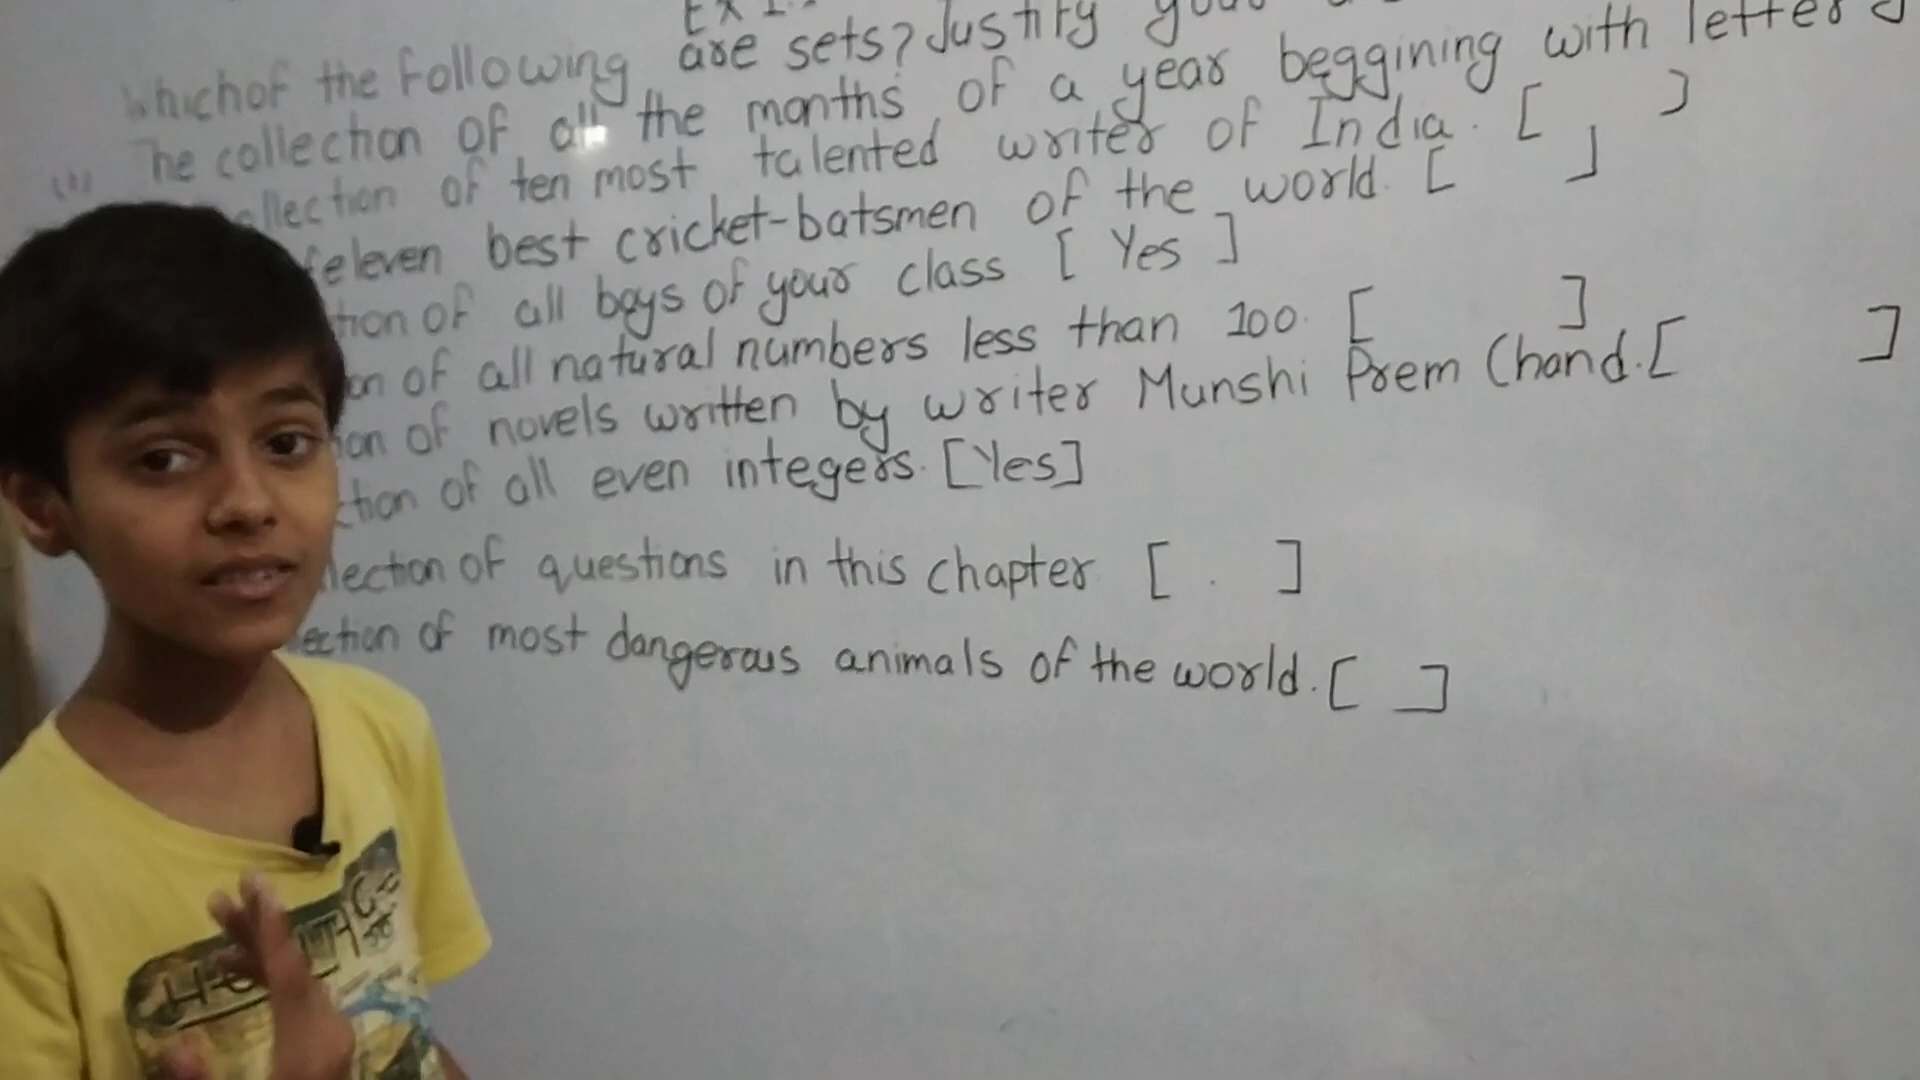 Ex 1.
Which of the following are sets? Justify
(i) The collection of all the months of a year beggining with letter J
llection of ten most talented writer of India. [ ]
eleven best cricket-batsmen of the world. [ ]
tion of all boys of your class [ Yes ]
on of all natural numbers less than 100. [ ]
ion of novels written by writer Munshi Prem Chand. [ ]
ction of all even integers. [Yes]
lection of questions in this chapter [ . ]
ection of most dangerous animals of the world. [ ]